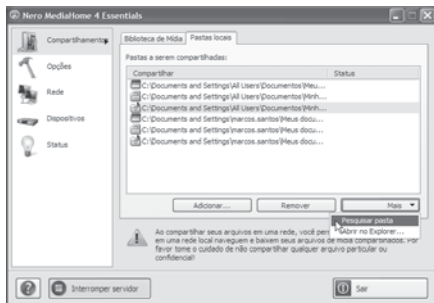 Nero MediaHome 4 Essentials
Compartilhamentos
Opções
Rede
Dispositivos
Status
Biblioteca de Mídia
Pastas locais
Pastas a serem compartilhadas:
Compartilhar
Status
C:\Documents and Settings\All Users\Documentos\Meu...
C:\Documents and Settings\All Users\Documentos\Minh...
C:\Documents and Settings\All Users\Documentos\Minh...
C:\Documents and Settings\marcos.santos\Meus docu...
C:\Documents and Settings\marcos.santos\Meus docu...
C:\Documents and Settings\marcos.santos\Meus docu...
Adicionar...
Remover
Mais
Pesquisar pasta
Abrir no Explorer...
Ao compartilhar seus arquivos em uma rede, você per
em uma rede local naveguem e baixem seus arquivos de mídia compartilhados. Por
favor tome o cuidado de não compartilhar qualquer arquivo particular ou
confidencial!
Interromper servidor
Sair